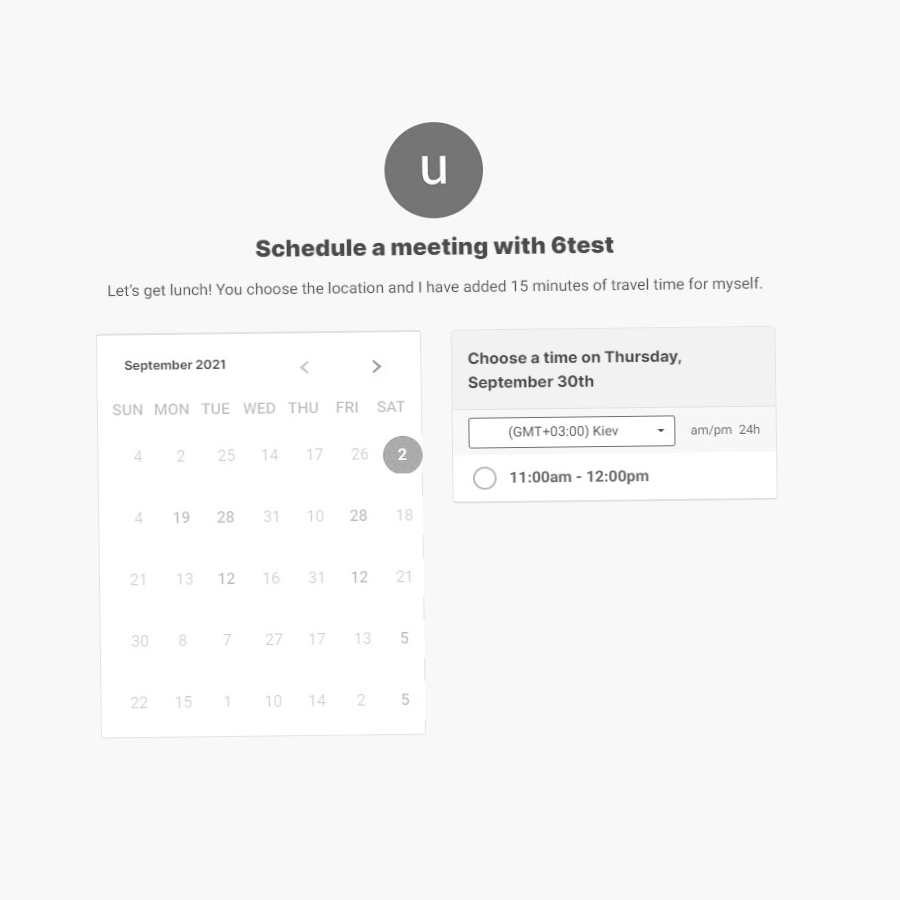 u
Schedule a meeting with 6test
Let's get lunch! You choose the location and I have added 15 minutes of travel time for myself.
September 2021
SUN MON TUE WED THU FRI SAT
4 2 25 14 17 26 2
4 19 28 31 10 28 18
21 13 12 16 31 12 21
30 8 7 27 17 13 5
22 15 1 10 14 2 5
Choose a time on Thursday,
September 30th
(GMT+03:00) Kiev am/pm 24h
11:00am - 12:00pm